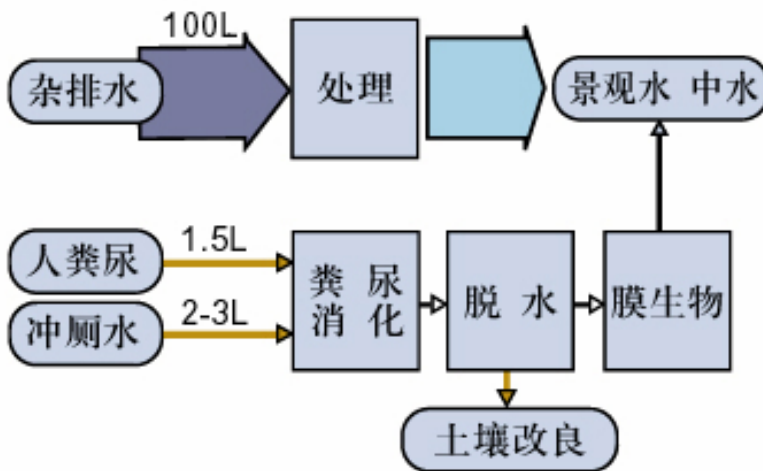 100L
杂排水
处理
景观水 中水
人粪尿
1.5L
冲厕水
2-3L
粪 尿
消 化
脱 水
膜生物
土壤改良